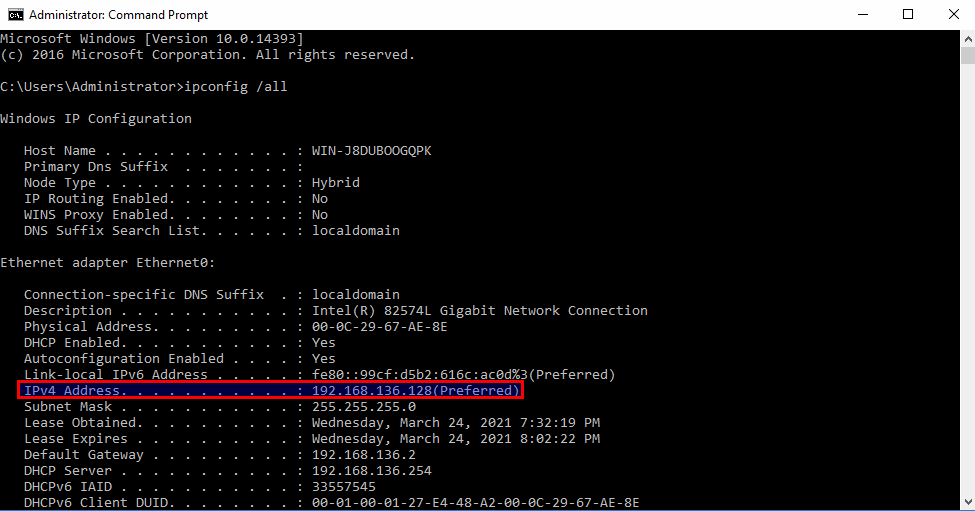 Administrator: Command Prompt
Microsoft Windows [Version 10.0.14393]
(c) 2016 Microsoft Corporation. All rights reserved.
C:\Users\Administrator>ipconfig /all
Windows IP Configuration
Host Name . . . . . . . . . . . . : WIN-J8DUBOOGQPK
Primary Dns Suffix  . . . . . . . :
Node Type . . . . . . . . . . . . : Hybrid
IP Routing Enabled. . . . . . . . : No
WINS Proxy Enabled. . . . . . . . : No
DNS Suffix Search List. . . . . . : localdomain
Ethernet adapter Ethernet0:
Connection-specific DNS Suffix  . : localdomain
Description . . . . . . . . . . . : Intel(R) 82574L Gigabit Network Connection
Physical Address. . . . . . . . . : 00-0C-29-67-AE-8E
DHCP Enabled. . . . . . . . . . . : Yes
Autoconfiguration Enabled . . . . : Yes
Link-local IPv6 Address . . . . . : fe80::99cf:d5b2:616c:ac0d%3(Preferred)
IPv4 Address. . . . . . . . . . . : 192.168.136.128(Preferred)
Subnet Mask . . . . . . . . . . . : 255.255.255.0
Lease Obtained. . . . . . . . . . : Wednesday, March 24, 2021 7:32:19 PM
Lease Expires . . . . . . . . . . : Wednesday, March 24, 2021 8:02:22 PM
Default Gateway . . . . . . . . . : 192.168.136.2
DHCP Server . . . . . . . . . . . : 192.168.136.254
DHCPv6 IAID . . . . . . . . . . . : 33557545
DHCPv6 Client DUID. . . . . . . . : 00-01-00-01-27-E4-48-A2-00-0C-29-67-AE-8E